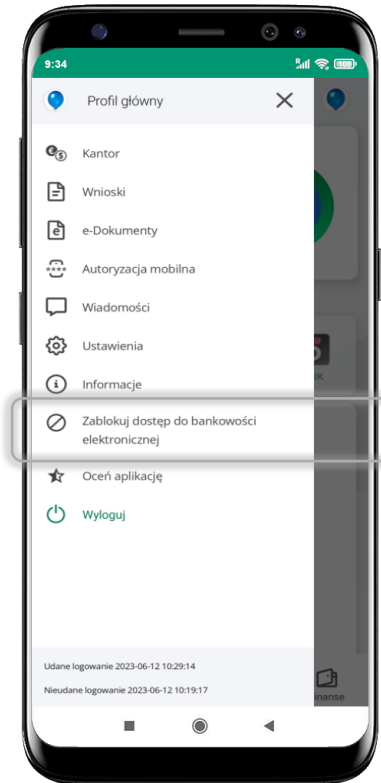 9:34
Profil główny
Kantor
Wnioski
e-Dokumenty
Autoryzacja mobilna
Wiadomości
Ustawienia
Informacje
Zablokuj dostęp do bankowości
elektronicznej
Oceń aplikację
Wyloguj
Udane logowanie 2023-06-12 10:29:14
Nieudane logowanie 2023-06-12 10:19:17
inanse